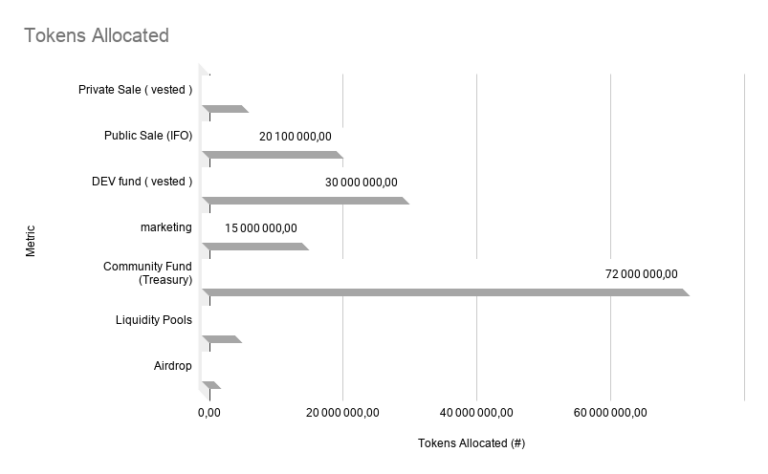 Tokens Allocated
Private Sale ( vested )
Public Sale (IFO)
20 100 000,00
DEV fund ( vested )
30 000 000,00
marketing
15 000 000,00
Community Fund
(Treasury)
72 000 000,00
Liquidity Pools
Airdrop
Metric
0,00
20 000 000,00
40 000 000,00
60 000 000,00
Tokens Allocated (#)